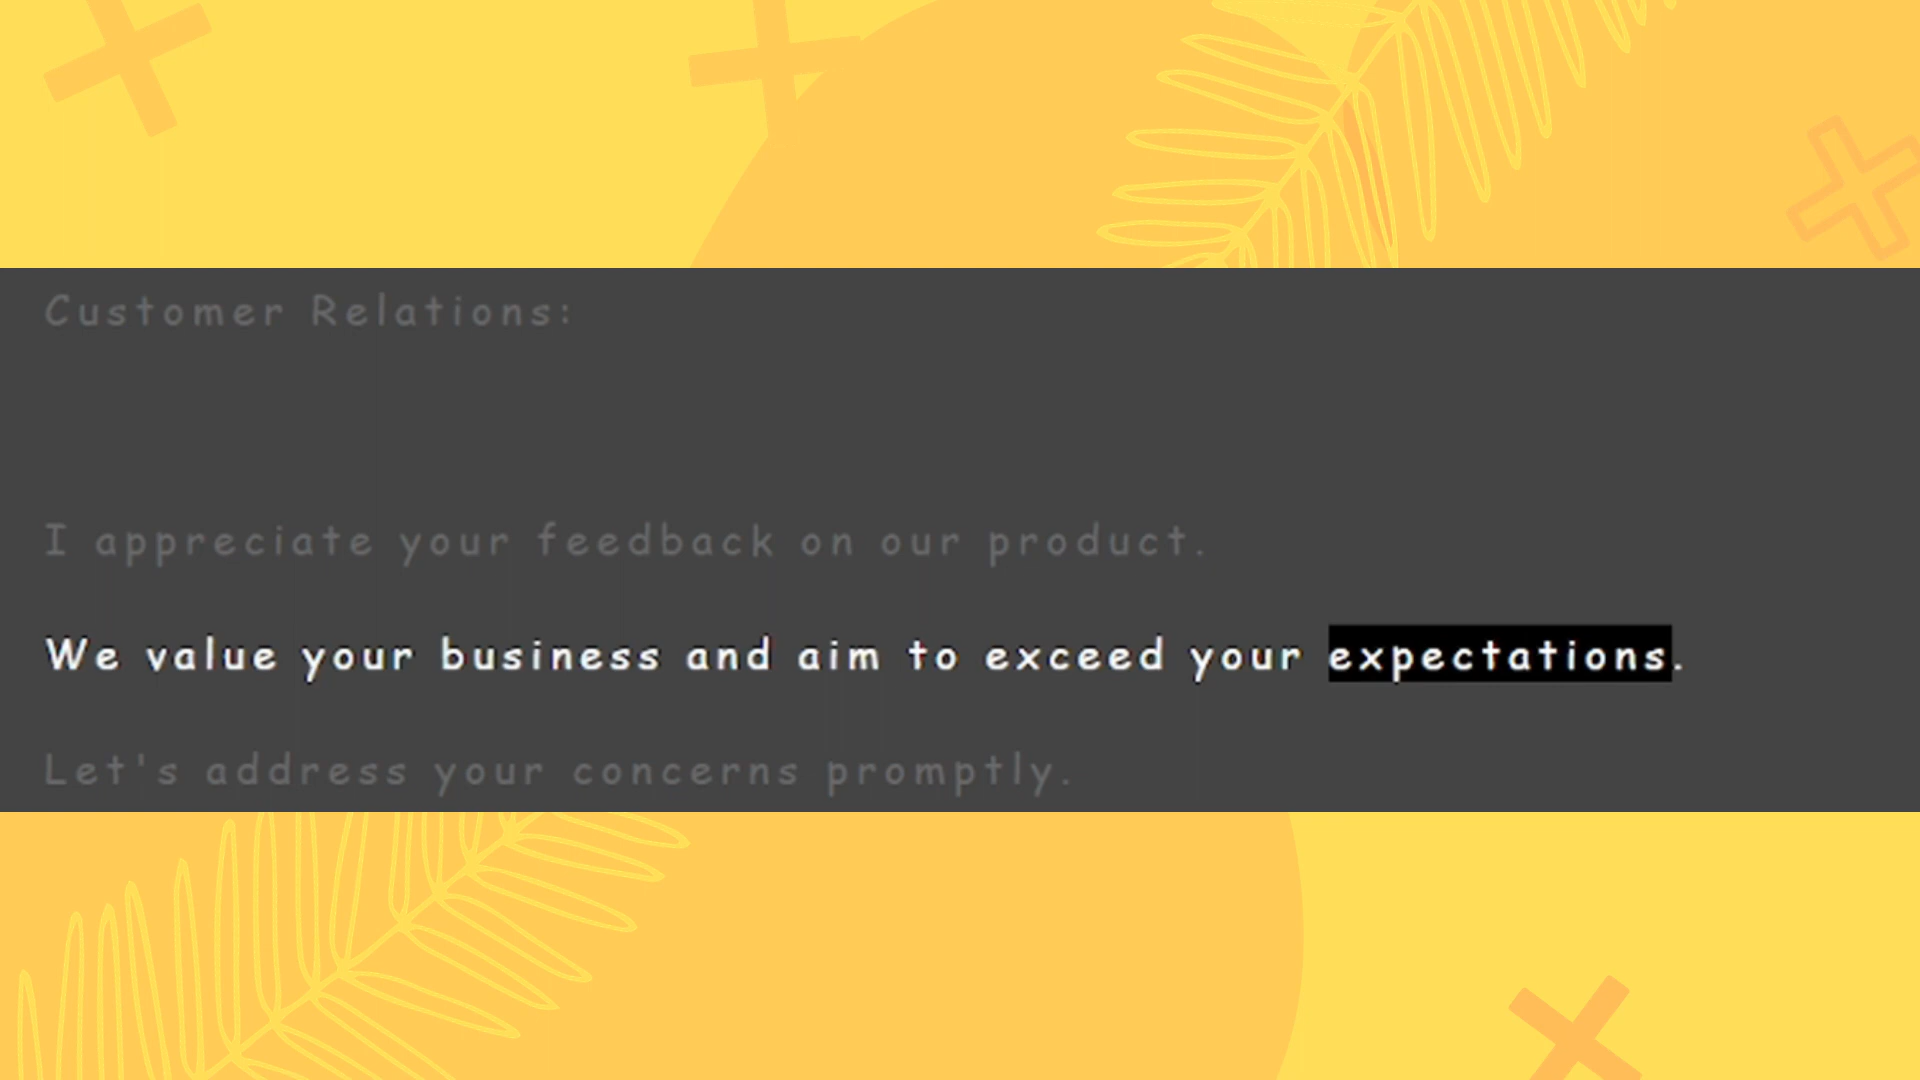 Customer Relations:
I appreciate your feedback on our product.
We value your business and aim to exceed your expectations.
Let's address your concerns promptly.